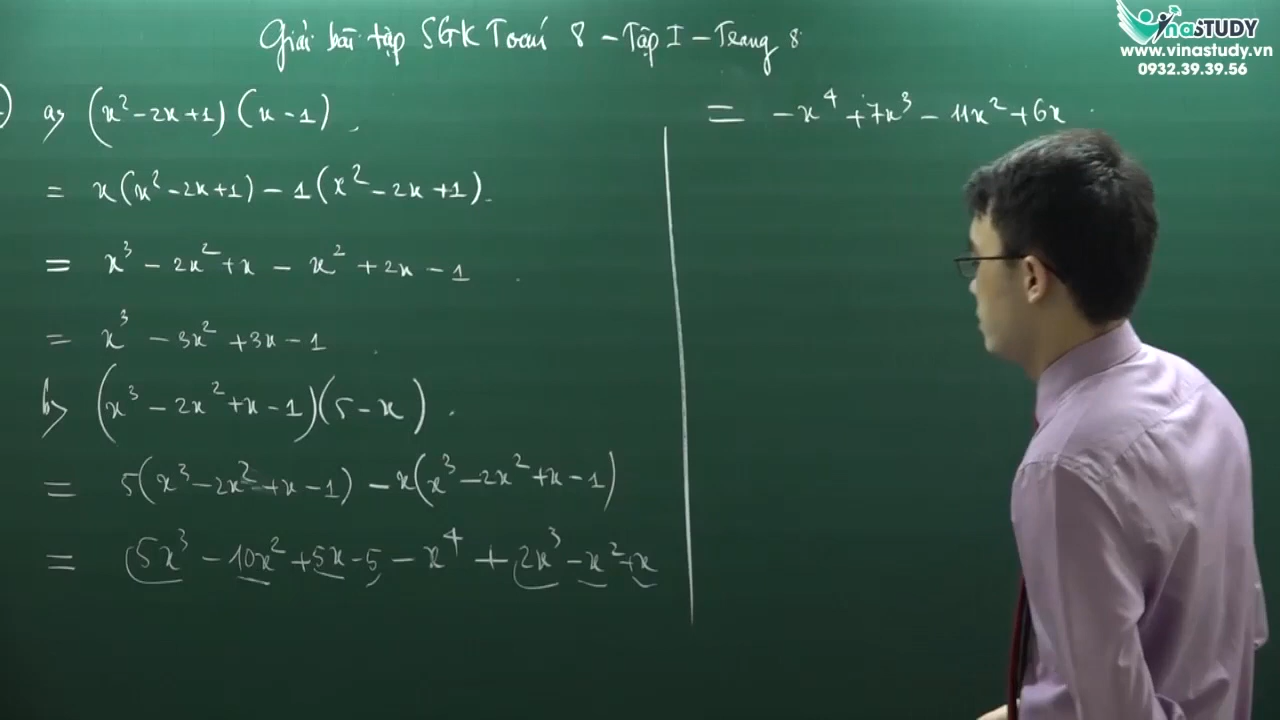 Giải bài tập SGK Toán 8 - Tập I - Trang 8
VinaSTUDY
www.vinastudy.vn
0932.39.39.56
a) (x² - 2x + 1)(x - 1)
= x(x² - 2x + 1) - 1(x² - 2x + 1)
= x³ - 2x² + x - x² + 2x - 1
= x³ - 3x² + 3x - 1
b) (x³ - 2x² + x - 1)(5 - x)
= 5(x³ - 2x² + x - 1) - x(x³ - 2x² + x - 1)
= 5x³ - 10x² + 5x - 5 - x⁴ + 2x³ - x² + x
= -x⁴ + 7x³ - 11x² + 6x